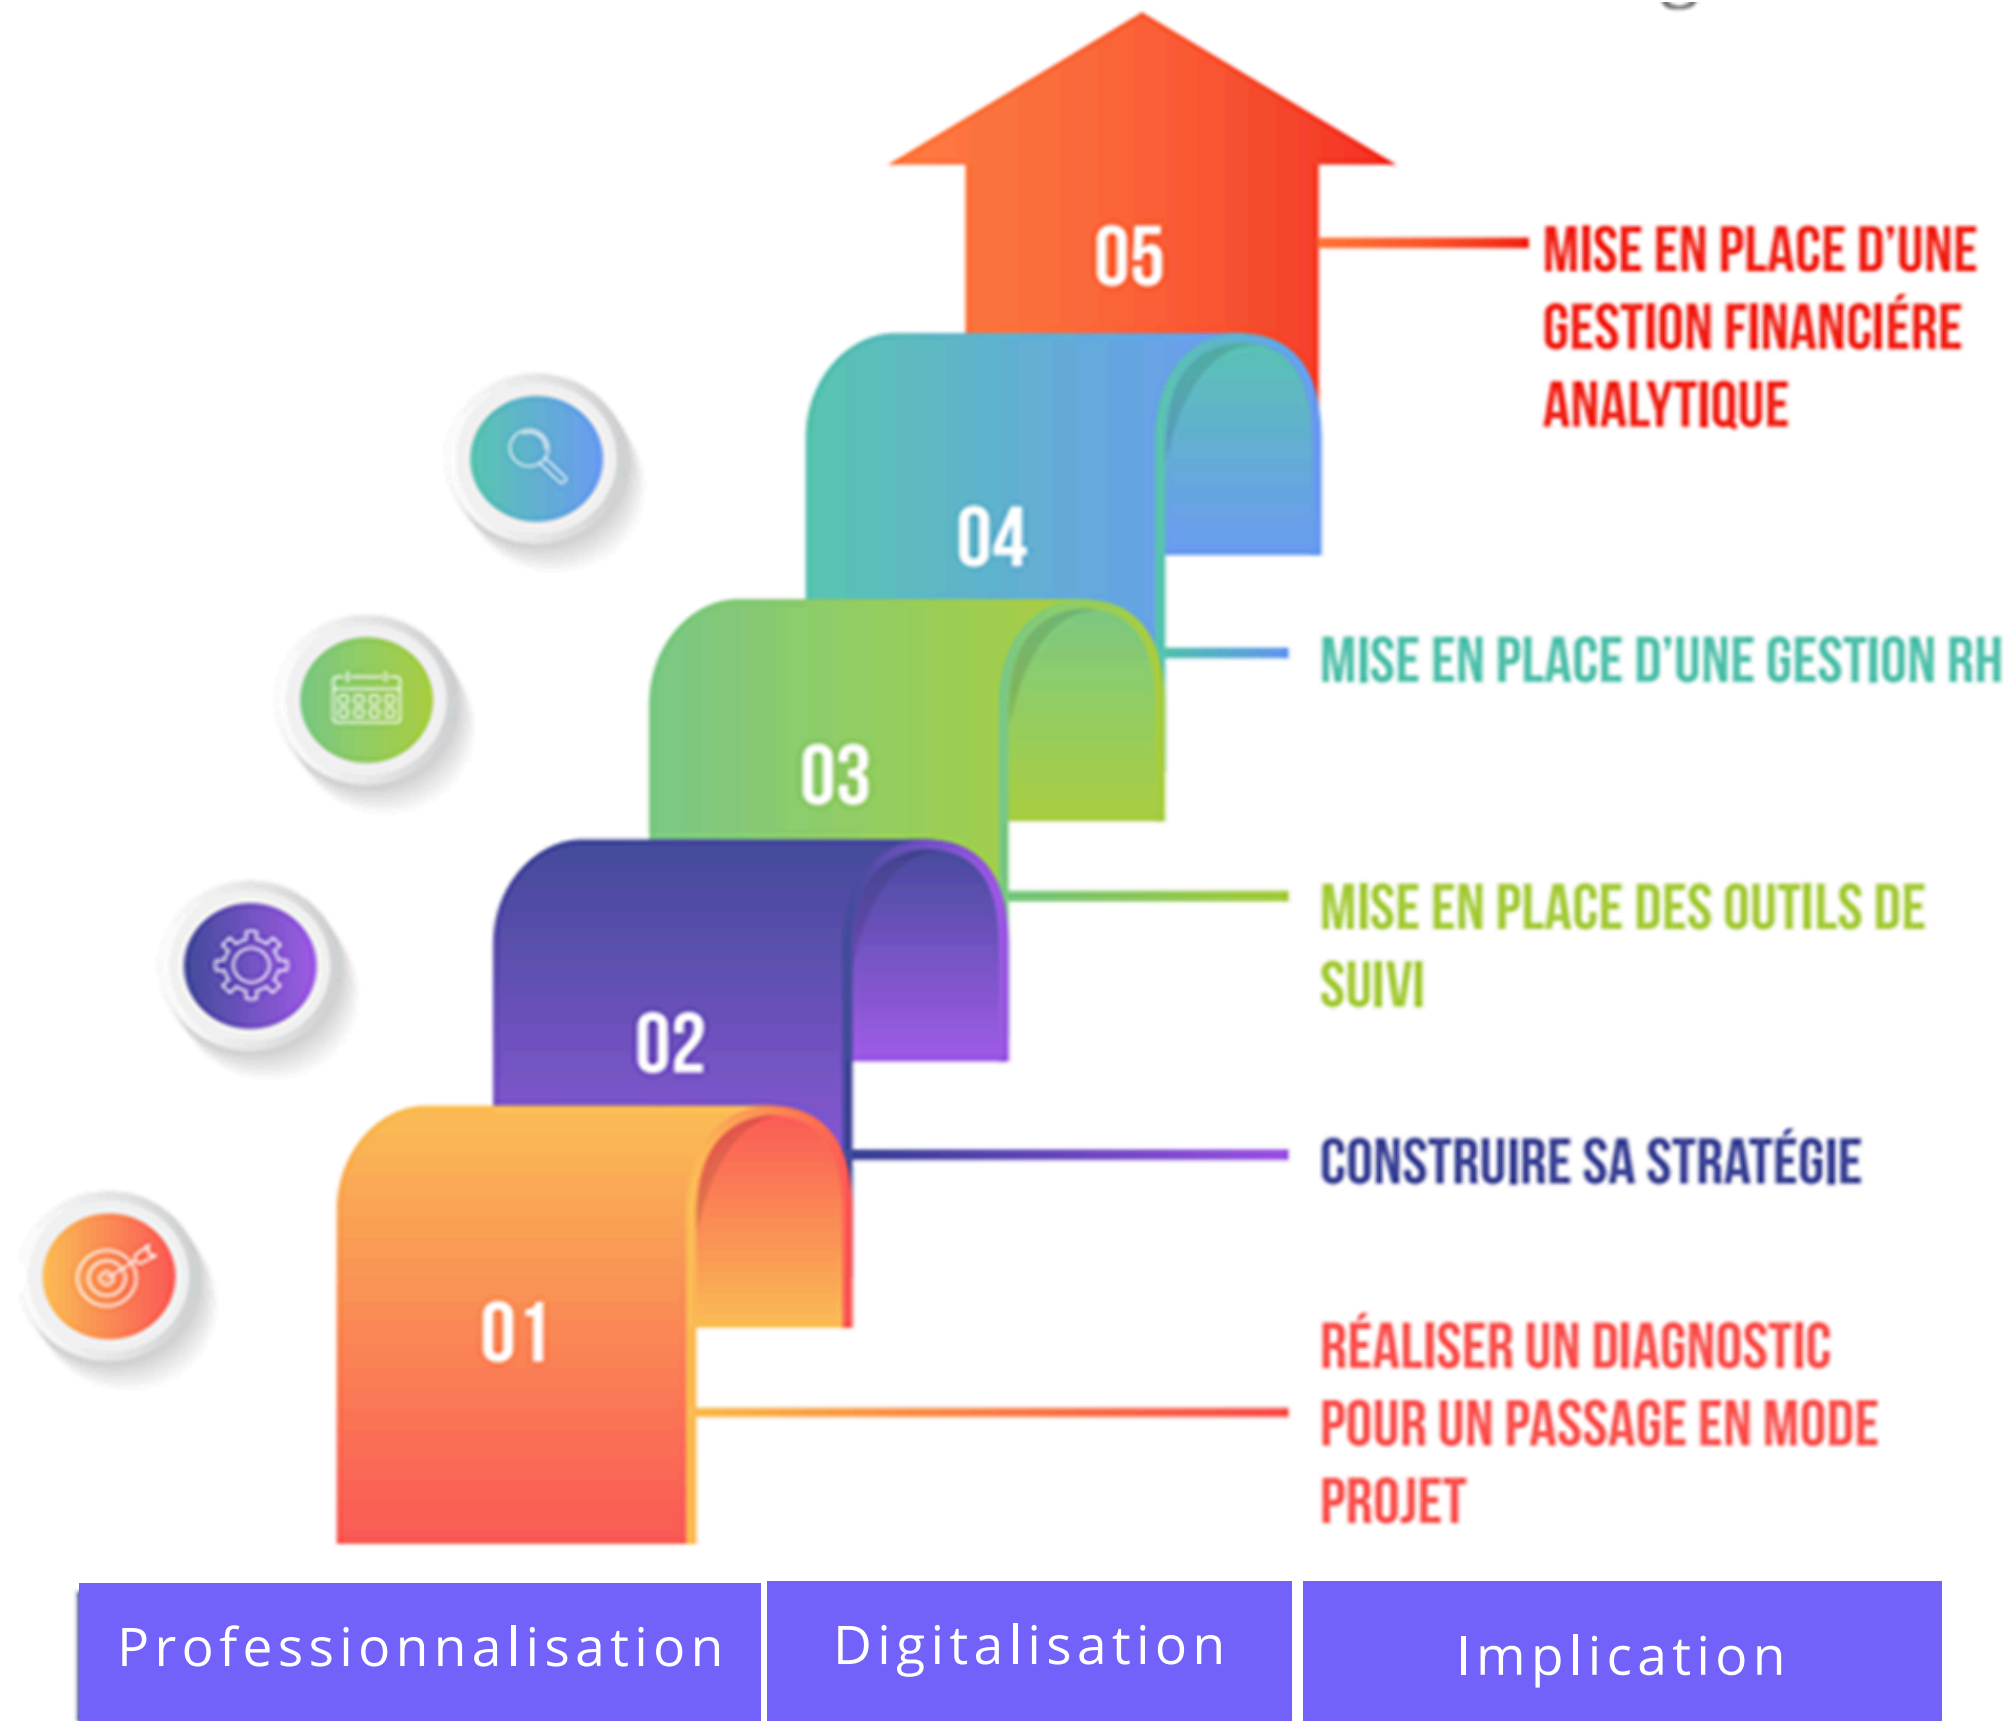 05
MISE EN PLACE D'UNE
GESTION FINANCIÉRE
ANALYTIQUE
04
MISE EN PLACE D'UNE GESTION RH
03
MISE EN PLACE DES OUTILS DE
SUIVI
02
CONSTRUIRE SA STRATÉGIE
01
RÉALISER UN DIAGNOSTIC
POUR UN PASSAGE EN MODE
PROJET
Professionnalisation
Digitalisation
Implication